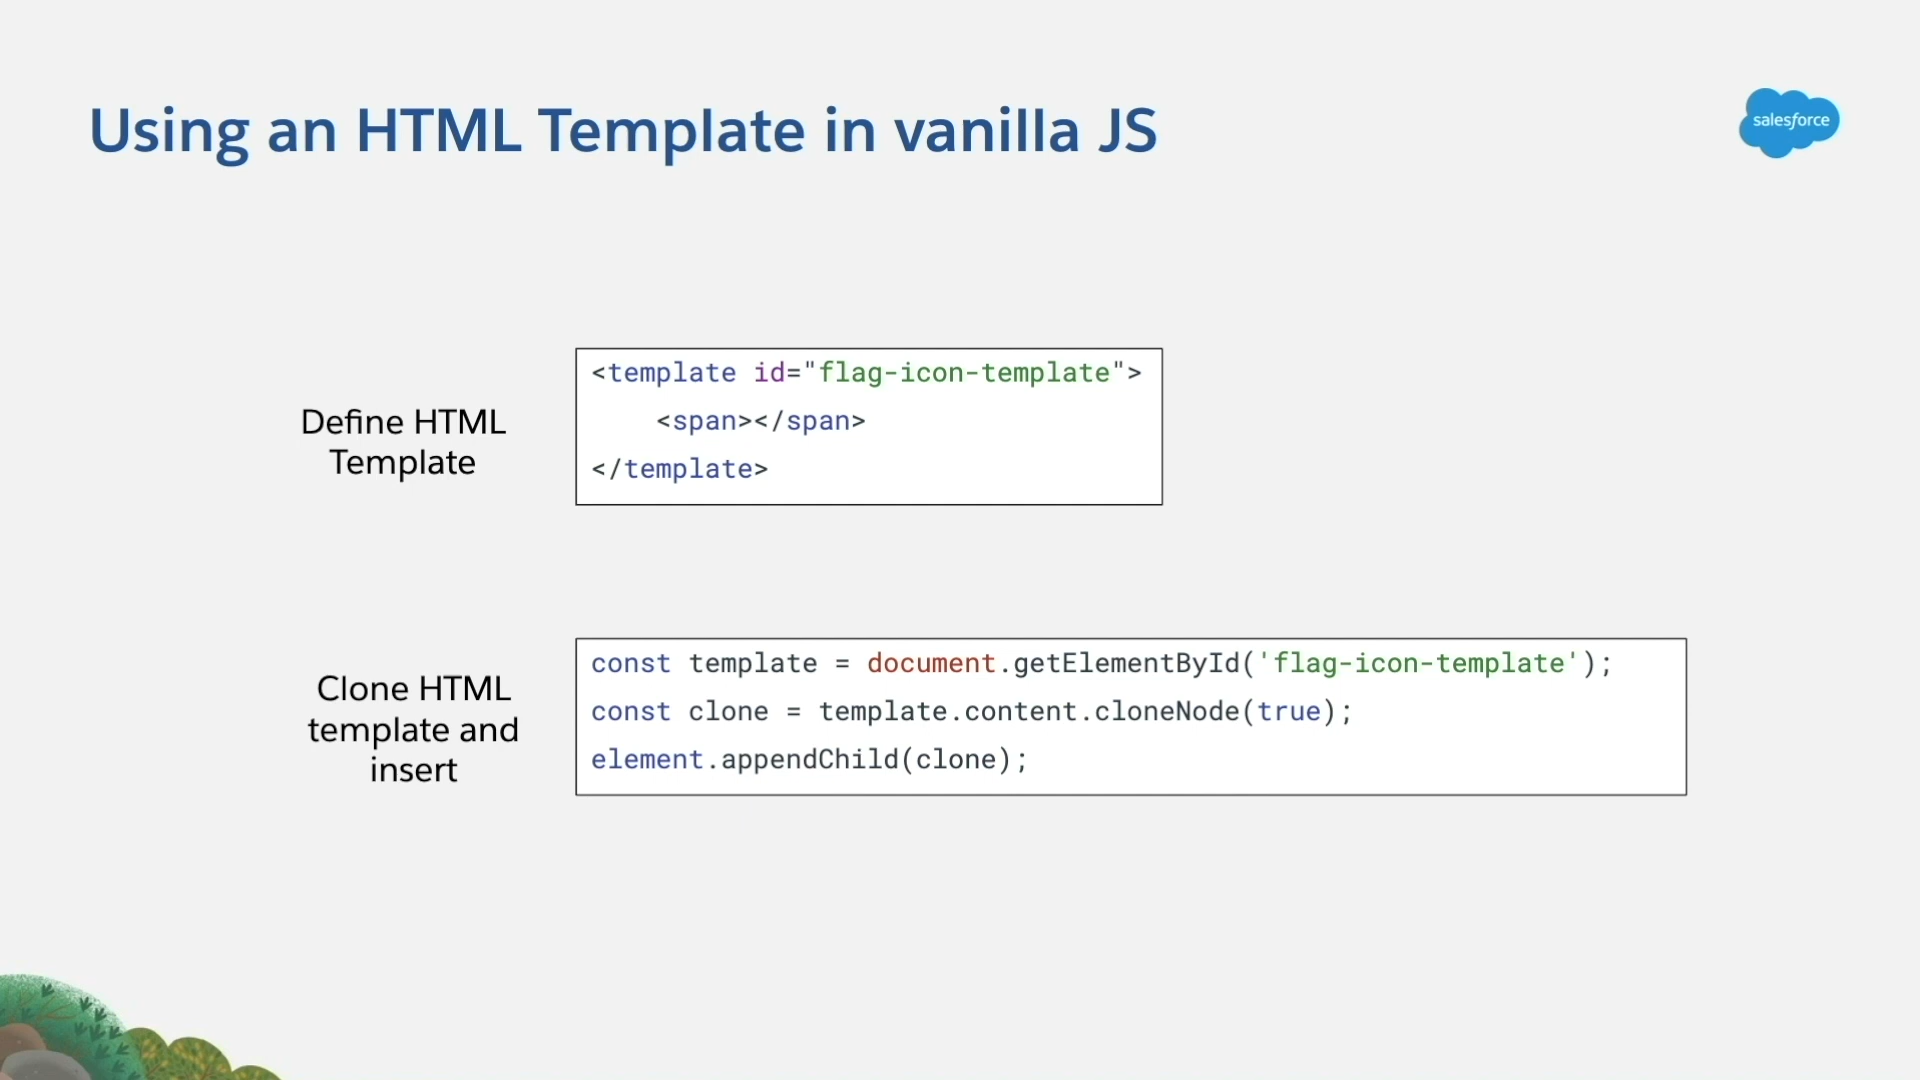 Using an HTML Template in vanilla JS
salesforce
Define HTML
Template
<template id="flag-icon-template">
    <span></span>
</template>
Clone HTML
template and
insert
const template = document.getElementById('flag-icon-template');
const clone = template.content.cloneNode(true);
element.appendChild(clone);